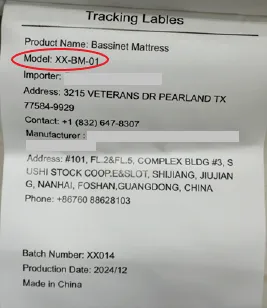 Tracking Lables
Product Name: Bassinet Mattress
Model: XX-BM-01
Importer:
Address: 3215 VETERANS DR PEARLAND TX
77584-9929
Contact: +1 (832) 647-8307
Manufacturer :
Address: #101, FL.2&FL.5, COMPLEX BLDG #3, S
USHI STOCK COOP.E&SLOT, SHIJIANG, JIUJIAN
G, NANHAI, FOSHAN,GUANGDONG, CHINA
Phone: +86760 88628103
Batch Number: XX014
Production Date: 2024/12
Made in China